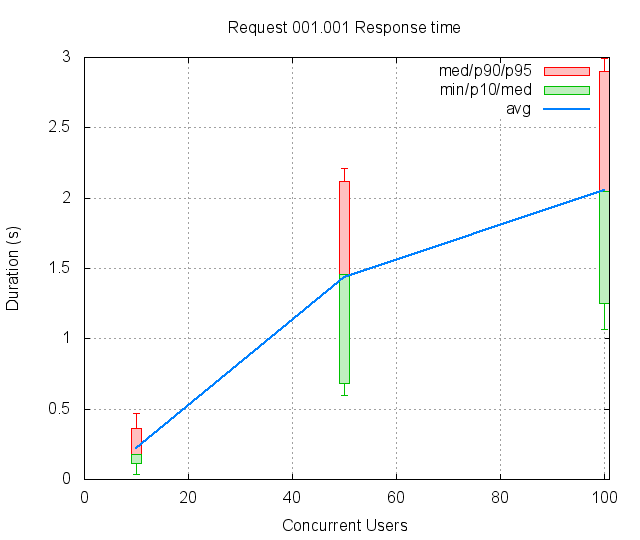 Request 001.001 Response time
3
med/p90/p95
min/p10/med
avg
2.5
2
1.5
1
0.5
0
Duration (s)
0 20 40 60 80 100
Concurrent Users